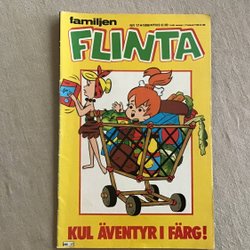 familjen
FLINTA
KUL ÄVENTYR I FÄRG!